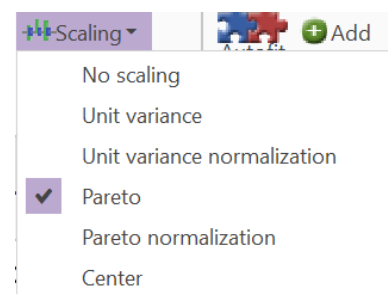 Scaling Autofit Add
No scaling
Unit variance
Unit variance normalization
Pareto
Pareto normalization
Center